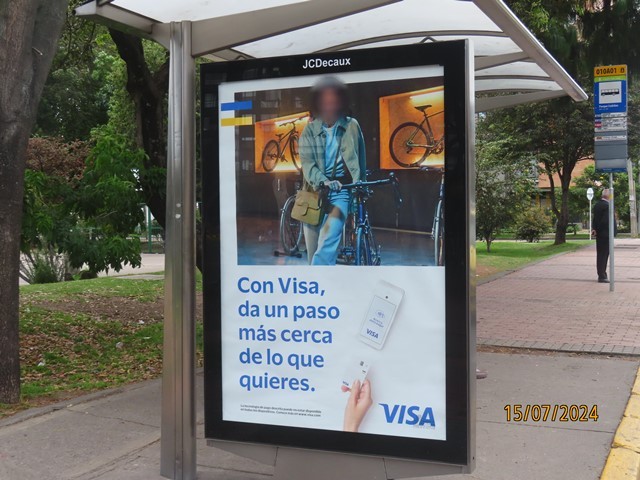 JCDecaux
010A01 B
Con Visa,
da un paso
más cerca
de lo que
quieres.
VISA
VISA
15/07/2024